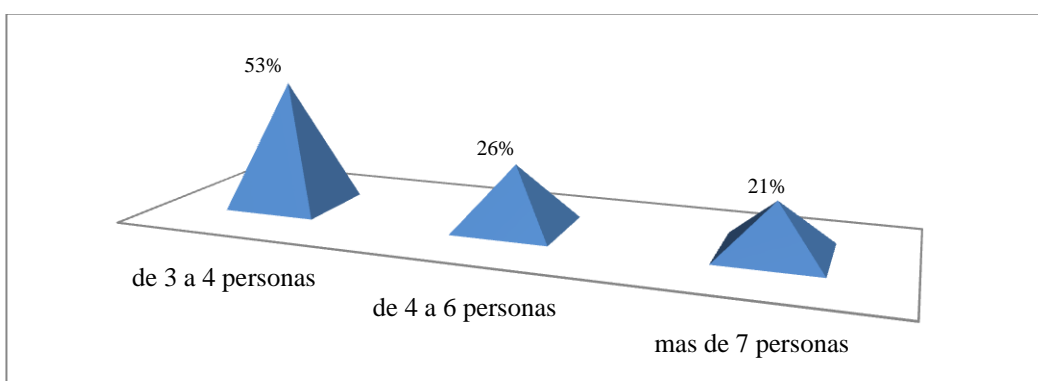 53%
26%
21%
de 3 a 4 personas
de 4 a 6 personas
mas de 7 personas